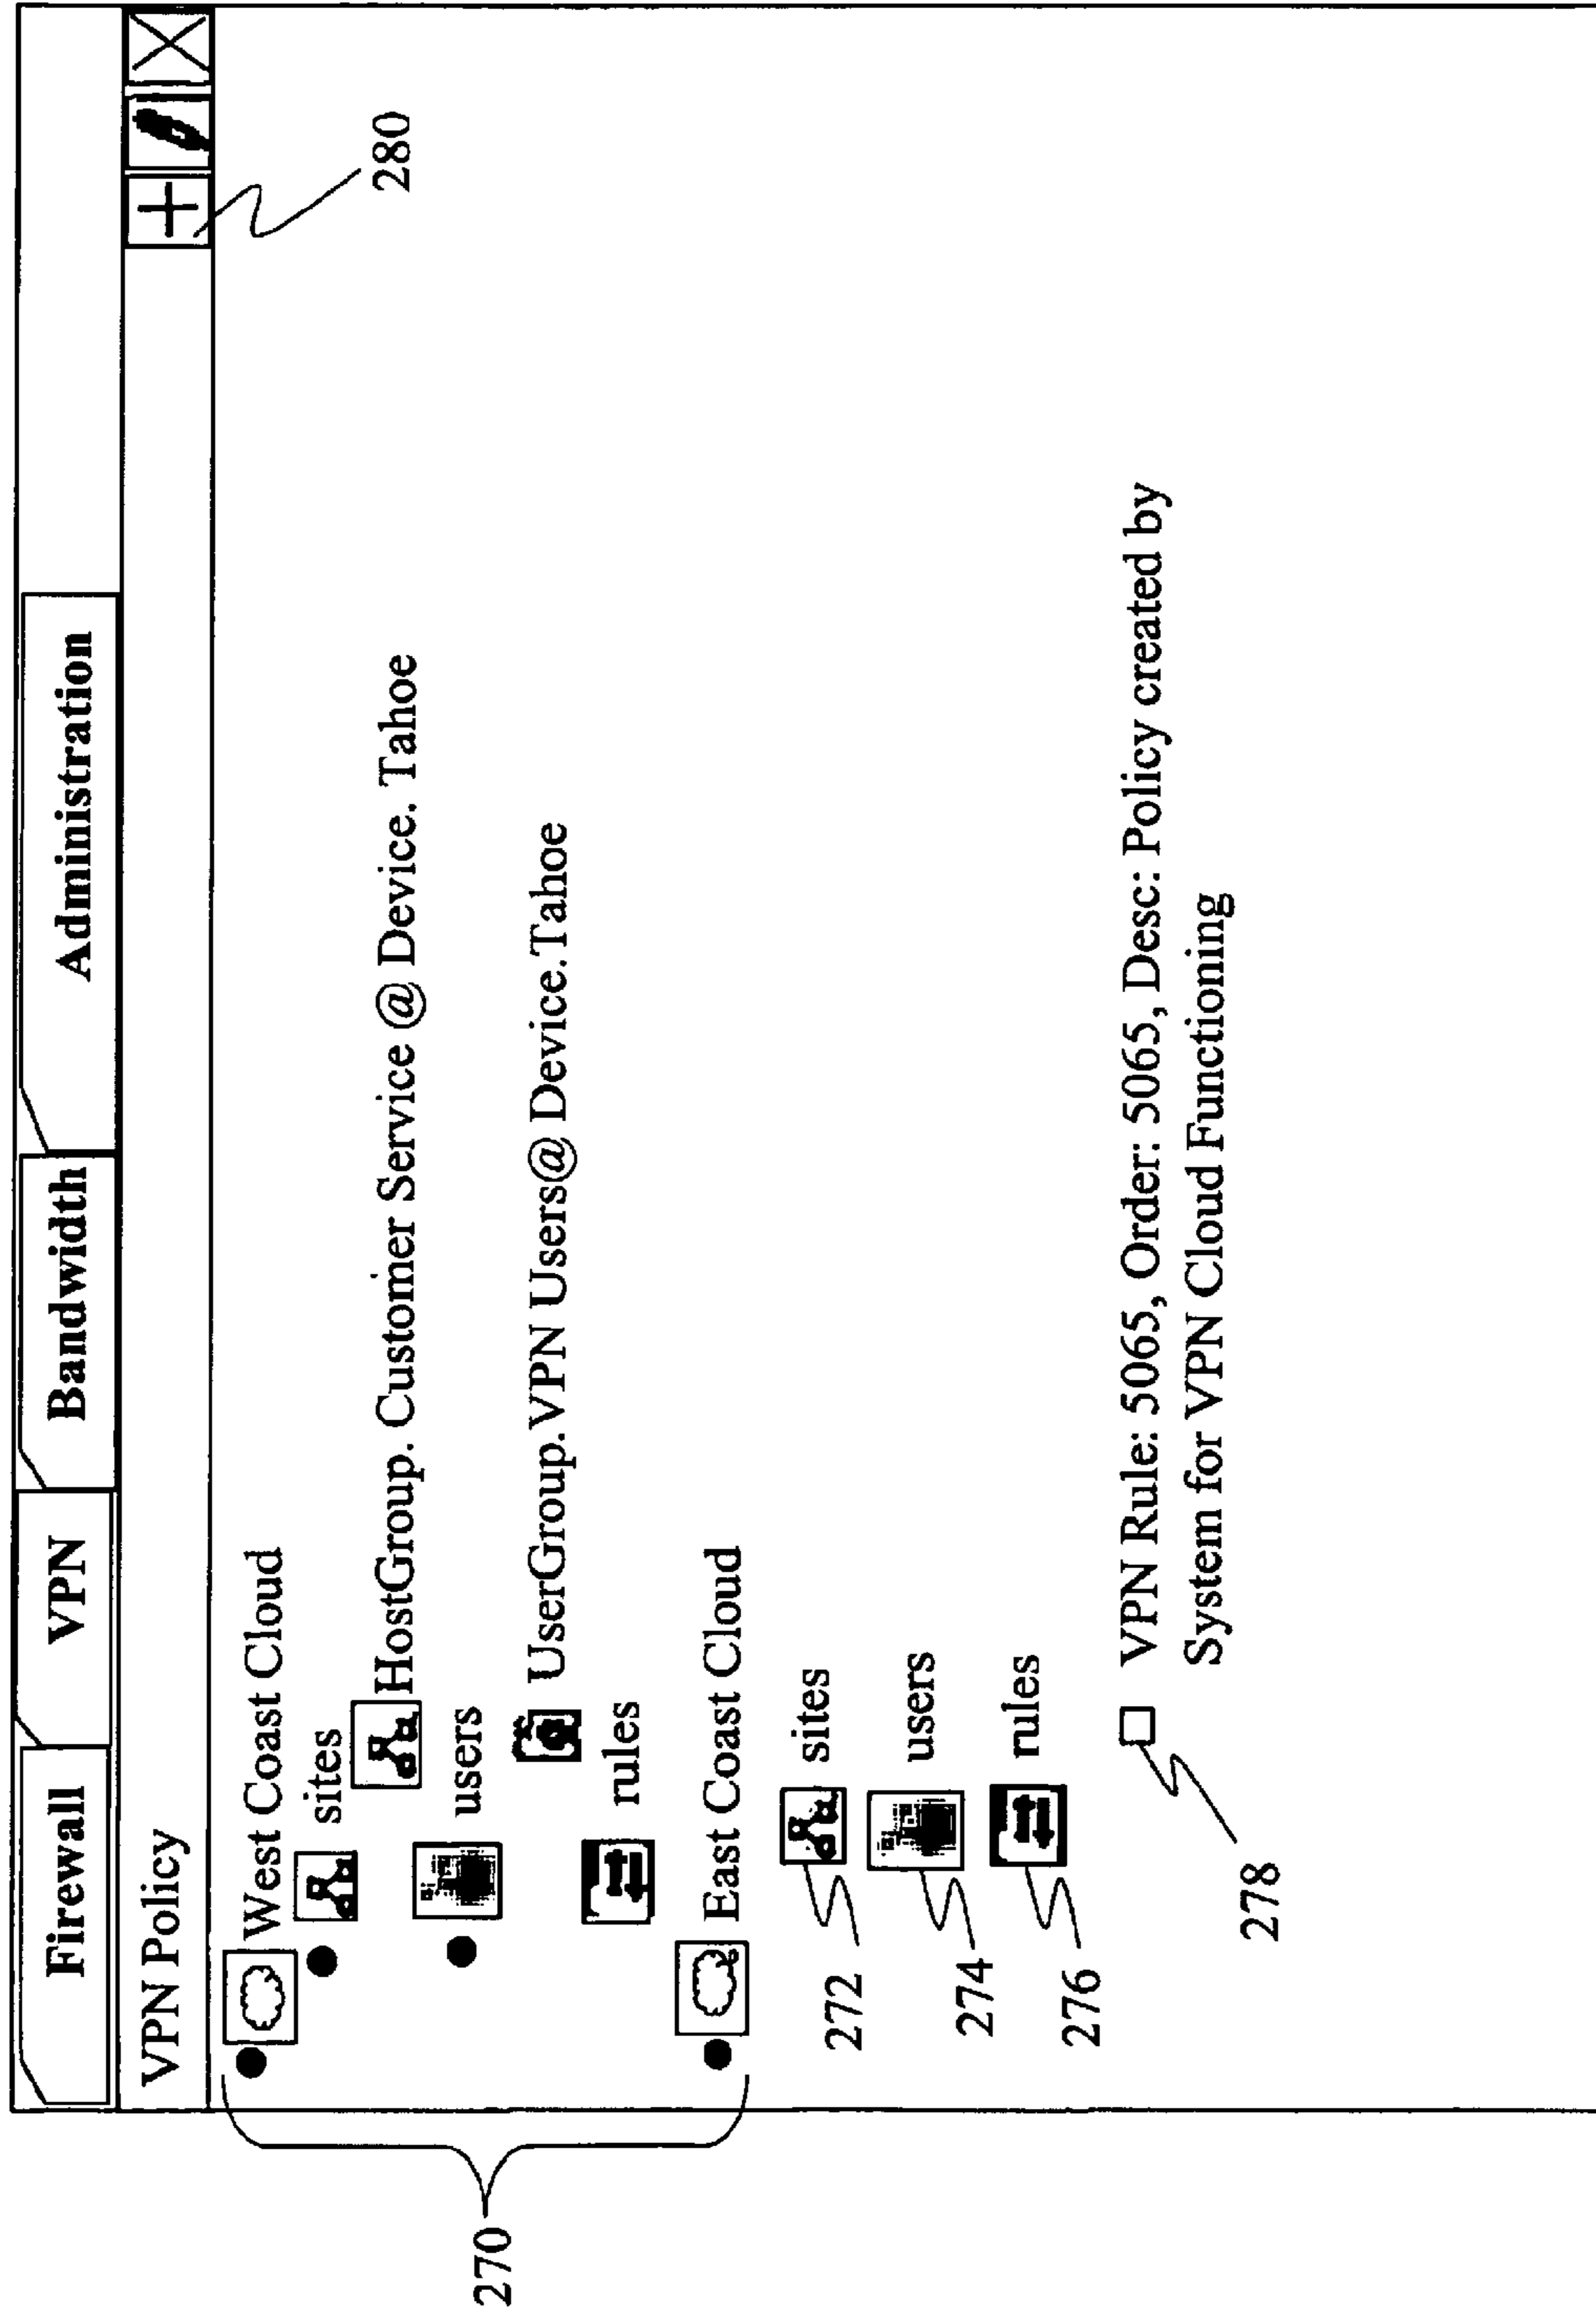 Firewall VPN Bandwidth Administration
VPN Policy
280
West Coast Cloud
sites
HostGroup. Customer Service @ Device. Tahoe
users
UserGroup.VPN Users@ Device.Tahoe
rules
270
East Coast Cloud
272 sites
274 users
276 rules
278 VPN Rule: 5065, Order: 5065, Desc: Policy created by
System for VPN Cloud Functioning